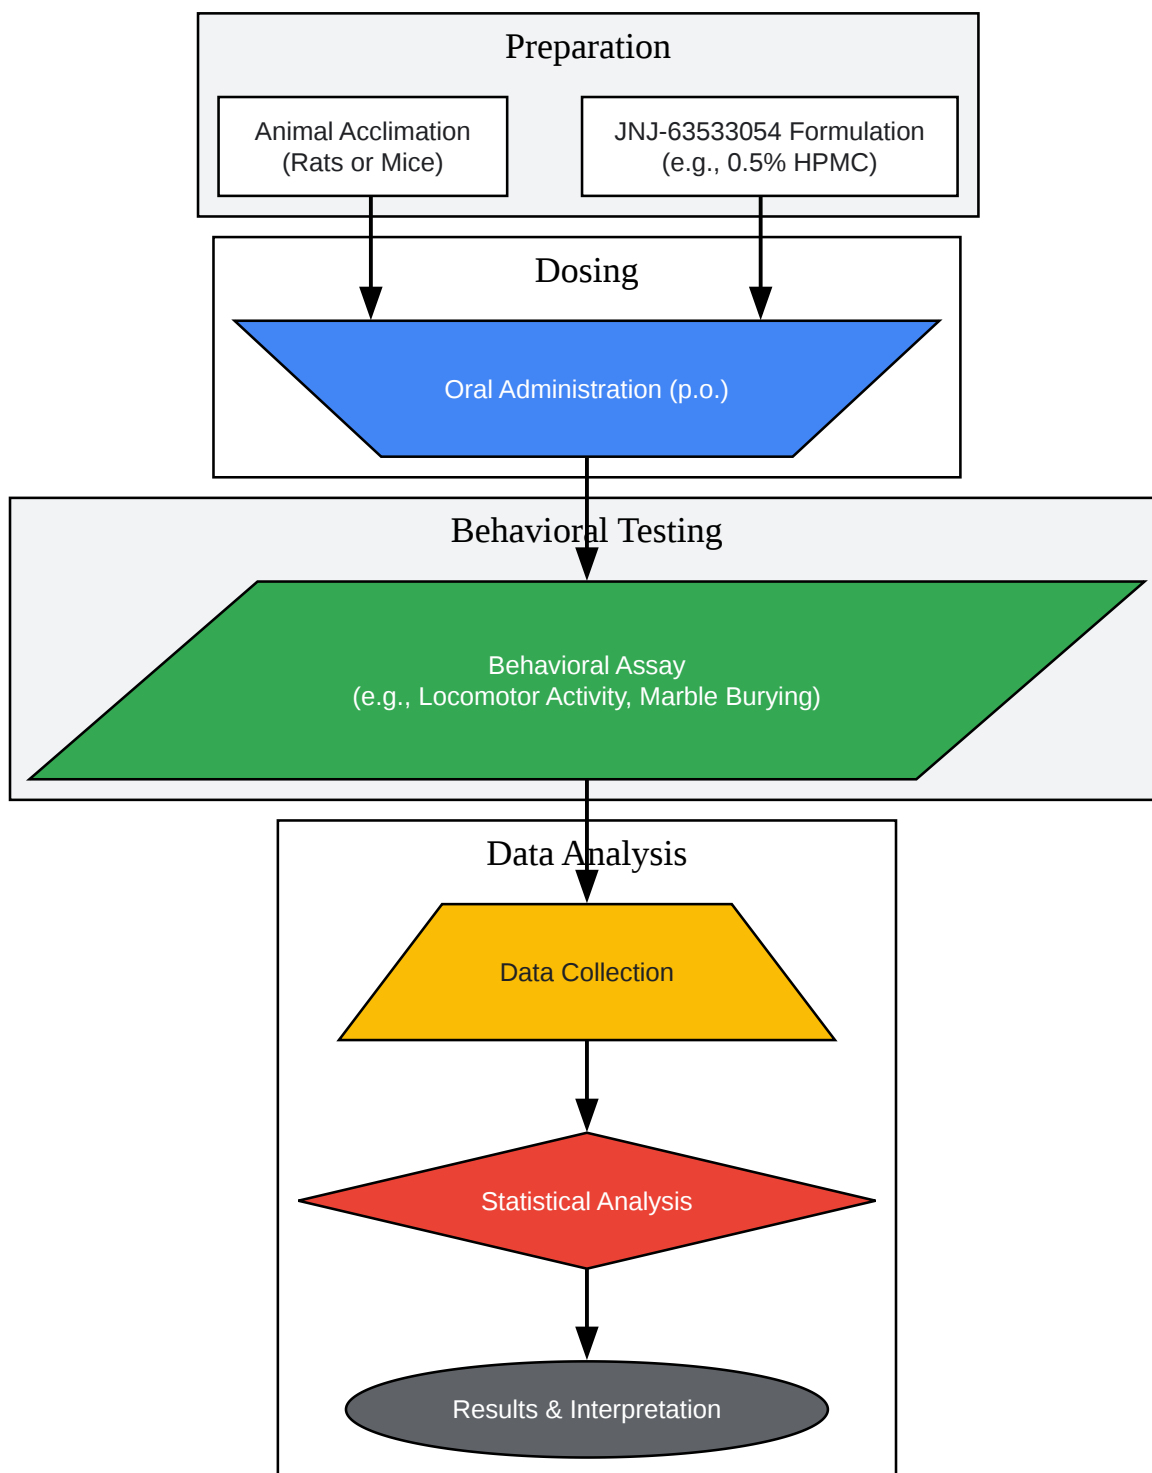 Preparation
Animal Acclimation
(Rats or Mice)
JNJ-63533054 Formulation
(e.g., 0.5% HPMC)
Dosing
Oral Administration (p.o.)
Behavioral Testing
Behavioral Assay
(e.g., Locomotor Activity, Marble Burying)
Data Analysis
Data Collection
Statistical Analysis
Results & Interpretation